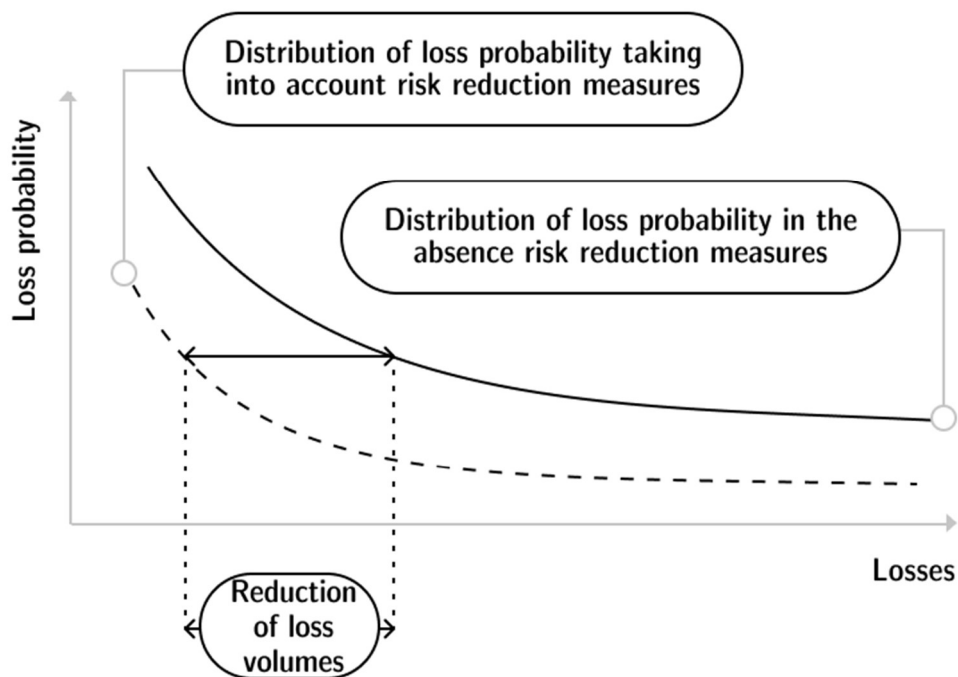 Distribution of loss probability taking
into account risk reduction measures
Loss probability
Distribution of loss probability in the
absence risk reduction measures
Losses
Reduction
of loss
volumes